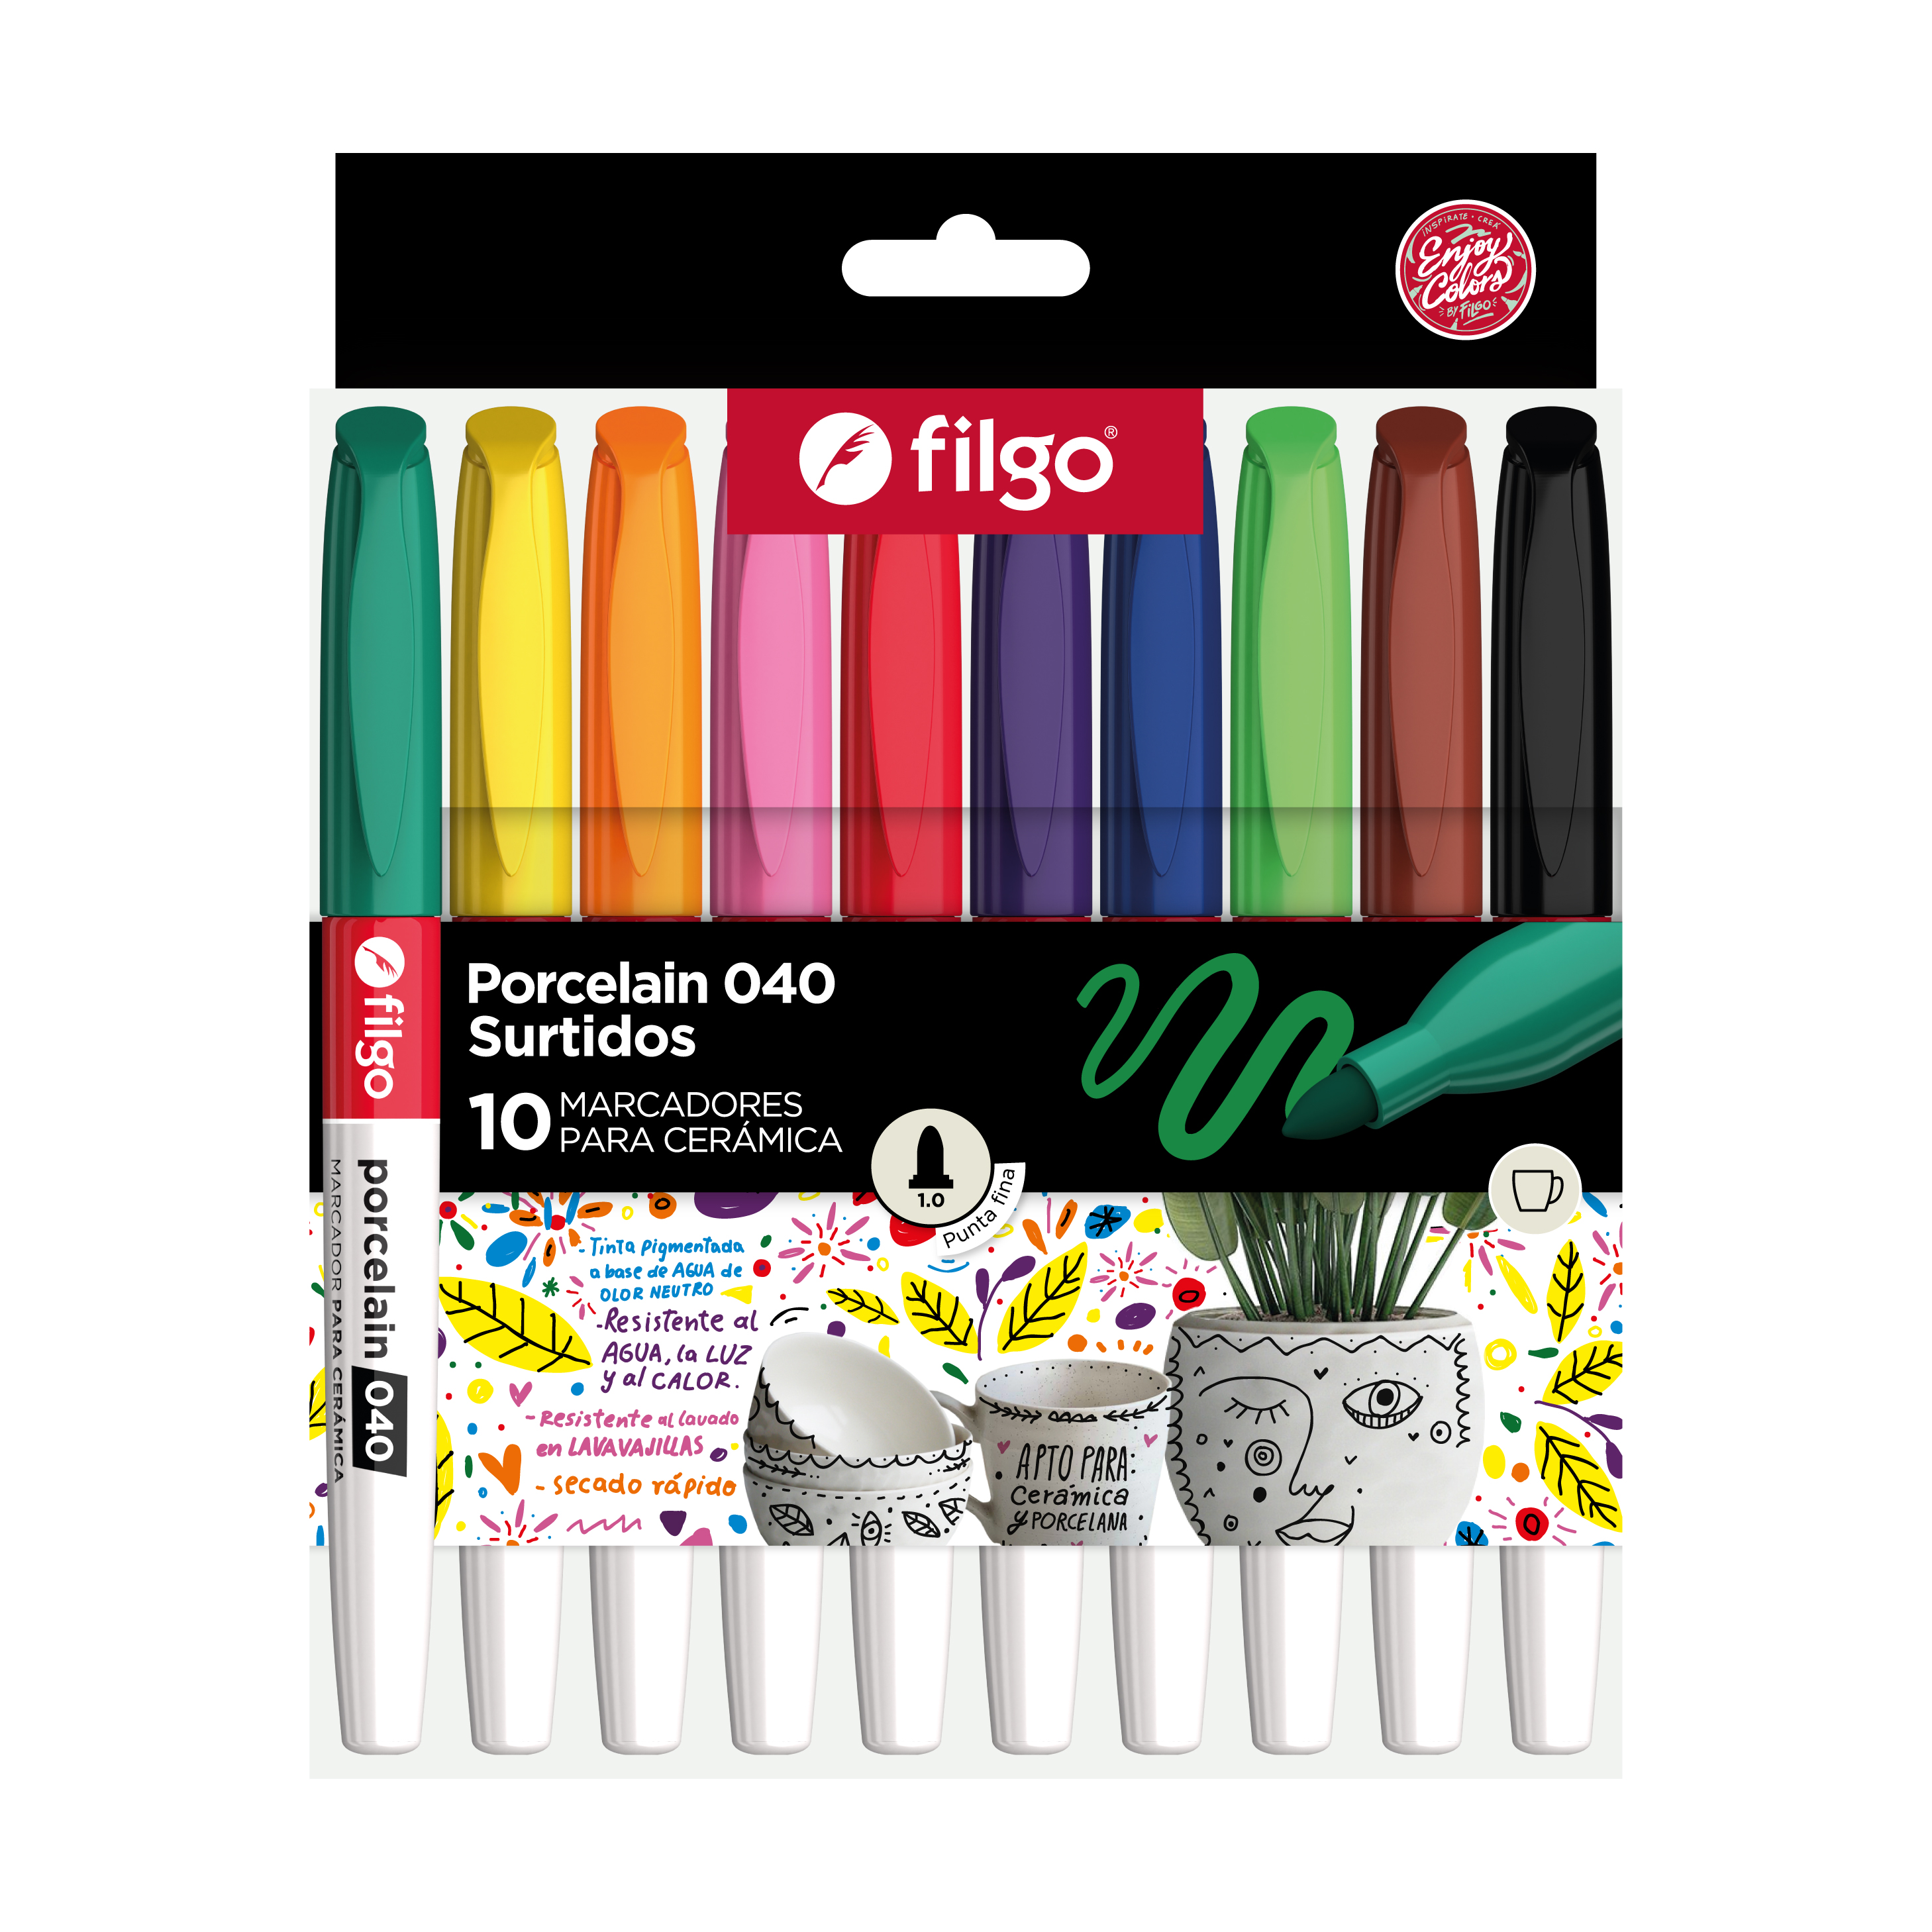 INSPIRATE · CREA
Enjoy
Colors
BY FILGO
filgo®
filgo
porcelain 040
MARCADOR PARA CERÁMICA
Porcelain 040
Surtidos
10 MARCADORES
PARA CERÁMICA
1.0
Punta fina
-Tinta pigmentada
a base de AGUA de
OLOR NEUTRO
-Resistente al
AGUA, la LUZ
y al CALOR.
-Resistente al lavado
en LAVAVAJILLAS
- secado rápido
APTO PARA:
Cerámica
y PORCELANA